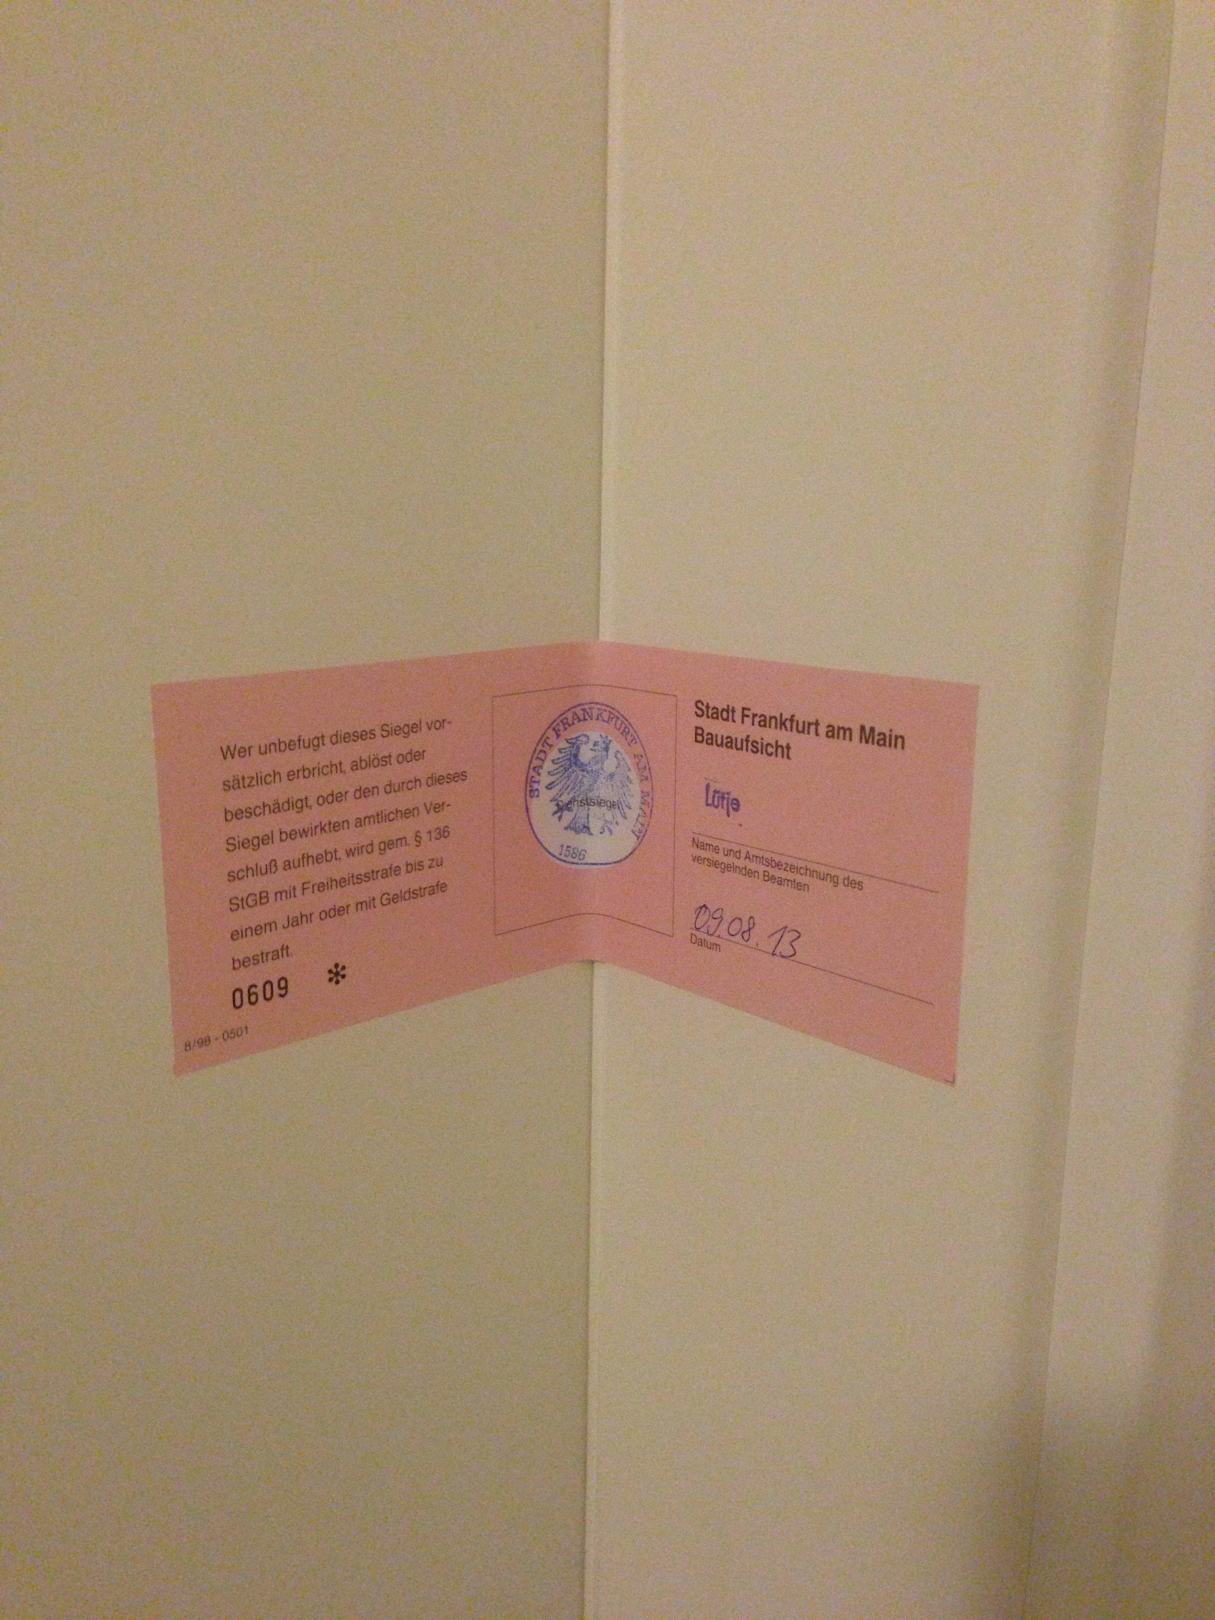 Wer unbefugt dieses Siegel vor-
sätzlich erbricht, ablöst oder
beschädigt, oder den durch dieses
Siegel bewirkten amtlichen Ver-
schluß aufhebt, wird gem. § 136
StGB mit Freiheitsstrafe bis zu
einem Jahr oder mit Geldstrafe
bestraft.
0609 *
8/98 - 0501
STADT FRANKFURT AM MAIN
Dienstsiegel
1586
Stadt Frankfurt am Main
Bauaufsicht
Lütje
Name und Amtsbezeichnung des
versiegelnden Beamten
09.08.13
Datum